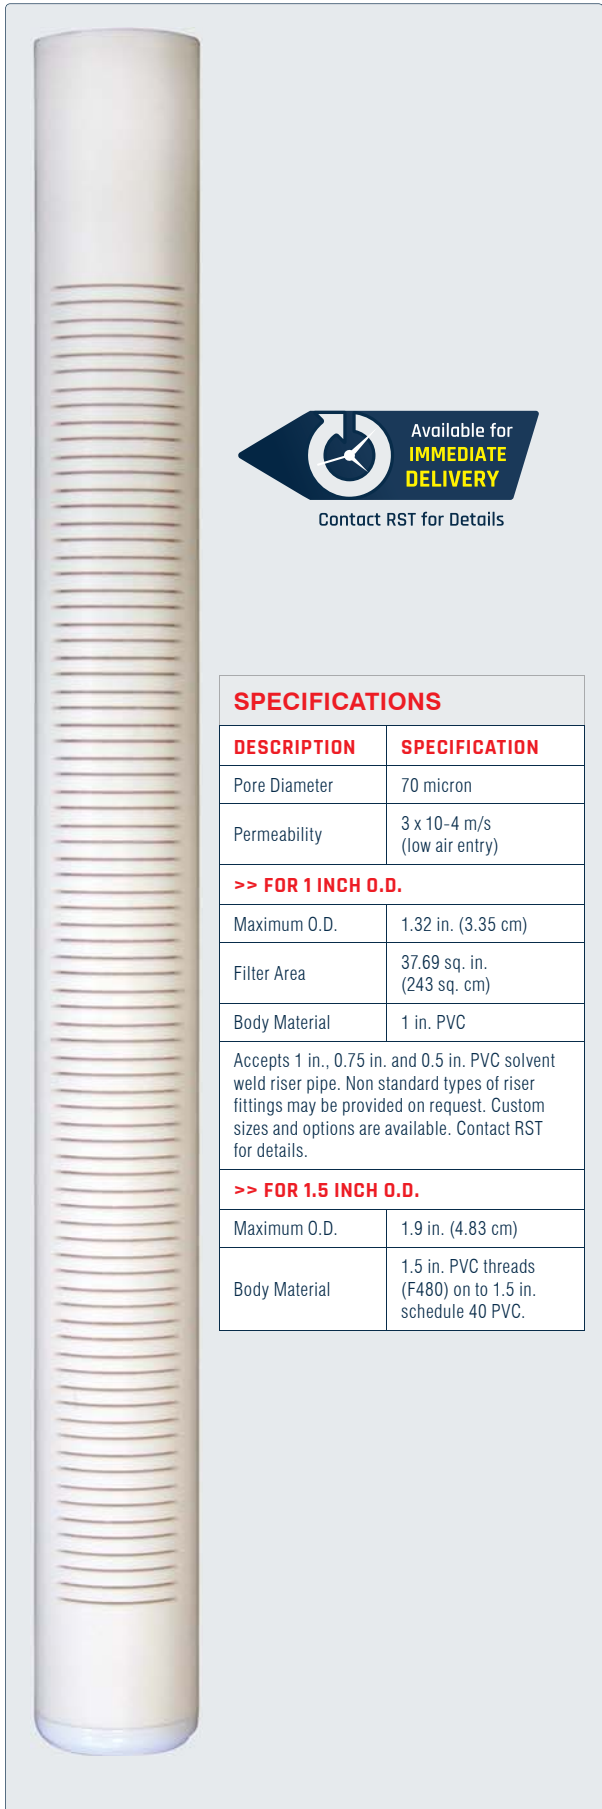 Available for
IMMEDIATE
DELIVERY
Contact RST for Details
SPECIFICATIONS
DESCRIPTION SPECIFICATION
Pore Diameter 70 micron
Permeability 3 x 10-4 m/s
(low air entry)
>> FOR 1 INCH O.D.
Maximum O.D. 1.32 in. (3.35 cm)
Filter Area 37.69 sq. in.
(243 sq. cm)
Body Material 1 in. PVC
Accepts 1 in., 0.75 in. and 0.5 in. PVC solvent
weld riser pipe. Non standard types of riser
fittings may be provided on request. Custom
sizes and options are available. Contact RST
for details.
>> FOR 1.5 INCH O.D.
Maximum O.D. 1.9 in. (4.83 cm)
Body Material 1.5 in. PVC threads
(F480) on to 1.5 in.
schedule 40 PVC.